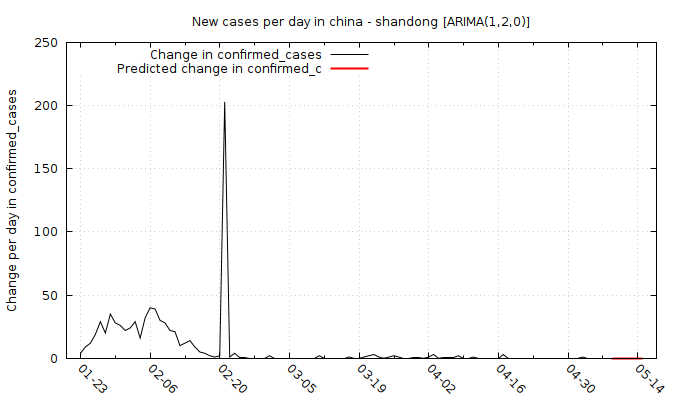 New cases per day in china - shandong [ARIMA(1,2,0)]
Change in confirmed_cases
Predicted change in confirmed_c
Change per day in confirmed_cases
250
200
150
100
50
0
01-23 02-06 02-20 03-05 03-19 04-02 04-16 04-30 05-14